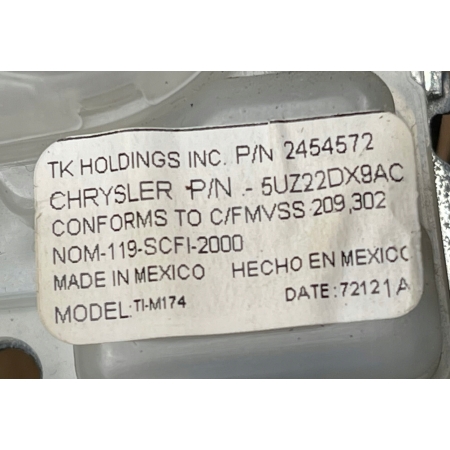 TK HOLDINGS INC. P/N 2454572
CHRYSLER P/N - 5UZ22DX9AC
CONFORMS TO C/FMVSS 209,302
NOM-119-SCFI-2000
MADE IN MEXICO HECHO EN MEXICO
MODEL: TI-M174 DATE:72121A